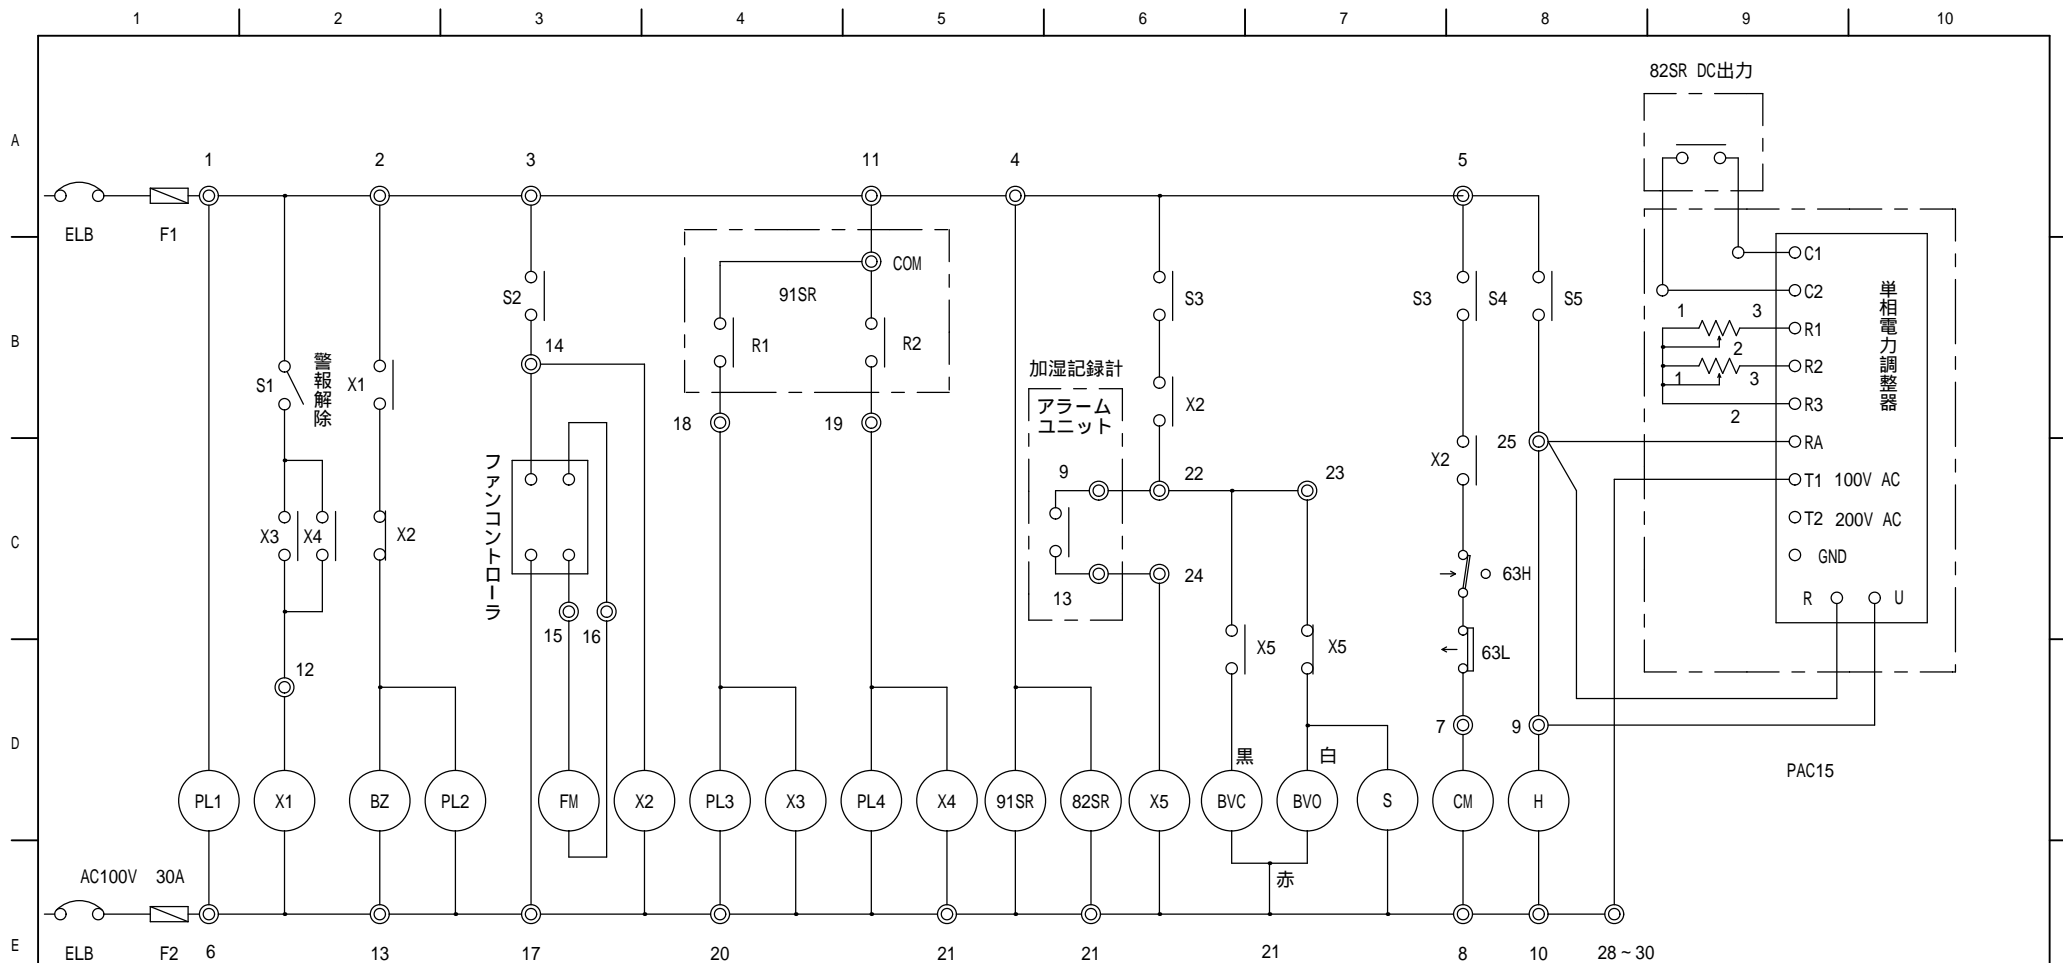 1 2 3 4 5 6 7 8 9 10
82SR DC出力
A
1 2 3 11 4 5
ELB F1
COM
C1
S2 91SR S3 S3 S4 S5
C2
単相電力調整器
B
1 3 R1
R1 R2
14
2
加湿記録計
警報解除
S1 X1
1 3 R2
アラーム
ユニット
X2
2 R3
18 19
25 RA
ファンコントローラ
X2
9 22 23
T1 100V AC
C
X3 X4 X2
T2 200V AC
GND
63H
13 24
R U
15 16
X5 X5 63L
12
7 9
D
黒 白
PAC15
PL1 X1 BZ PL2 FM X2 PL3 X3 PL4 X4 91SR 82SR X5 BVC BVO S CM H
AC100V 30A
赤
E
ELB F2 6 13 17 20 21 21 21 8 10 28~30